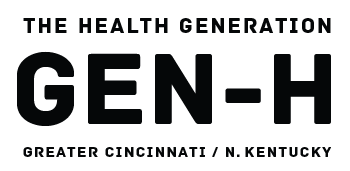 THE HEALTH GENERATION
GEN-H
GREATER CINCINNATI / N. KENTUCKY